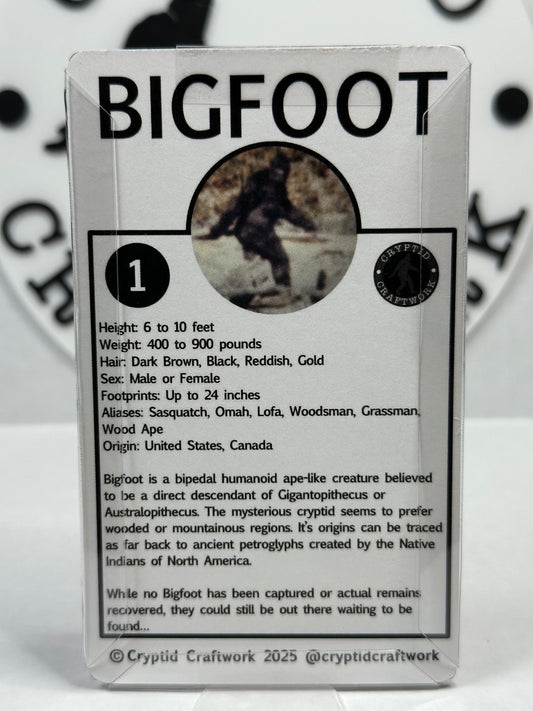 BIGFOOT
1
CRYPTID
CRAFTWORK
Height: 6 to 10 feet
Weight: 400 to 900 pounds
Hair: Dark Brown, Black, Reddish, Gold
Sex: Male or Female
Footprints: Up to 24 inches
Aliases: Sasquatch, Omah, Lofa, Woodsman, Grassman,
Wood Ape
Origin: United States, Canada
Bigfoot is a bipedal humanoid ape-like creature believed
to be a direct descendant of Gigantopithecus or
Australopithecus. The mysterious cryptid seems to prefer
wooded or mountainous regions. It's origins can be traced
as far back to ancient petroglyphs created by the Native
Indians of North America.
While no Bigfoot has been captured or actual remains
recovered, they could still be out there waiting to be
found...
© Cryptid Craftwork 2025 @cryptidcraftwork